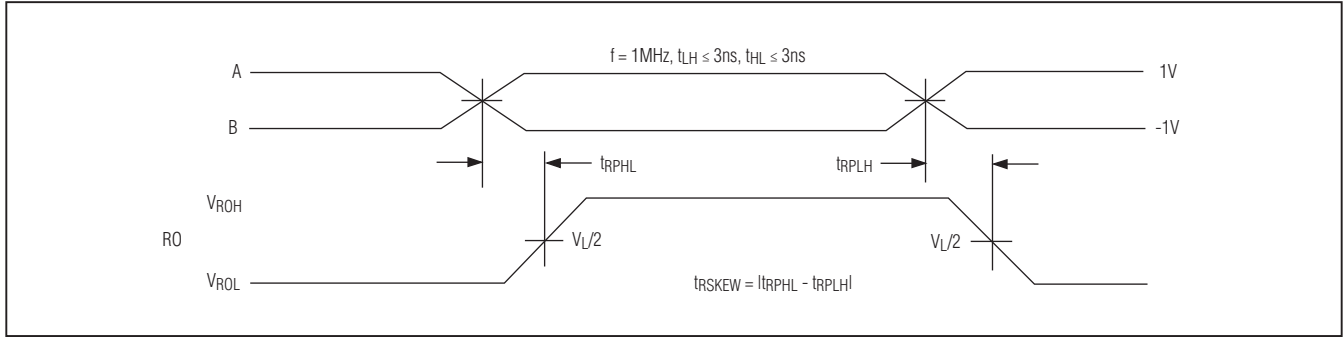 f = 1MHz, tLH ≤ 3ns, tHL ≤ 3ns
A
1V
B
-1V
tRPHL
tRPLH
VROH
RO
VL/2
VL/2
VROL
tRSKEW = |tRPHL - tRPLH|